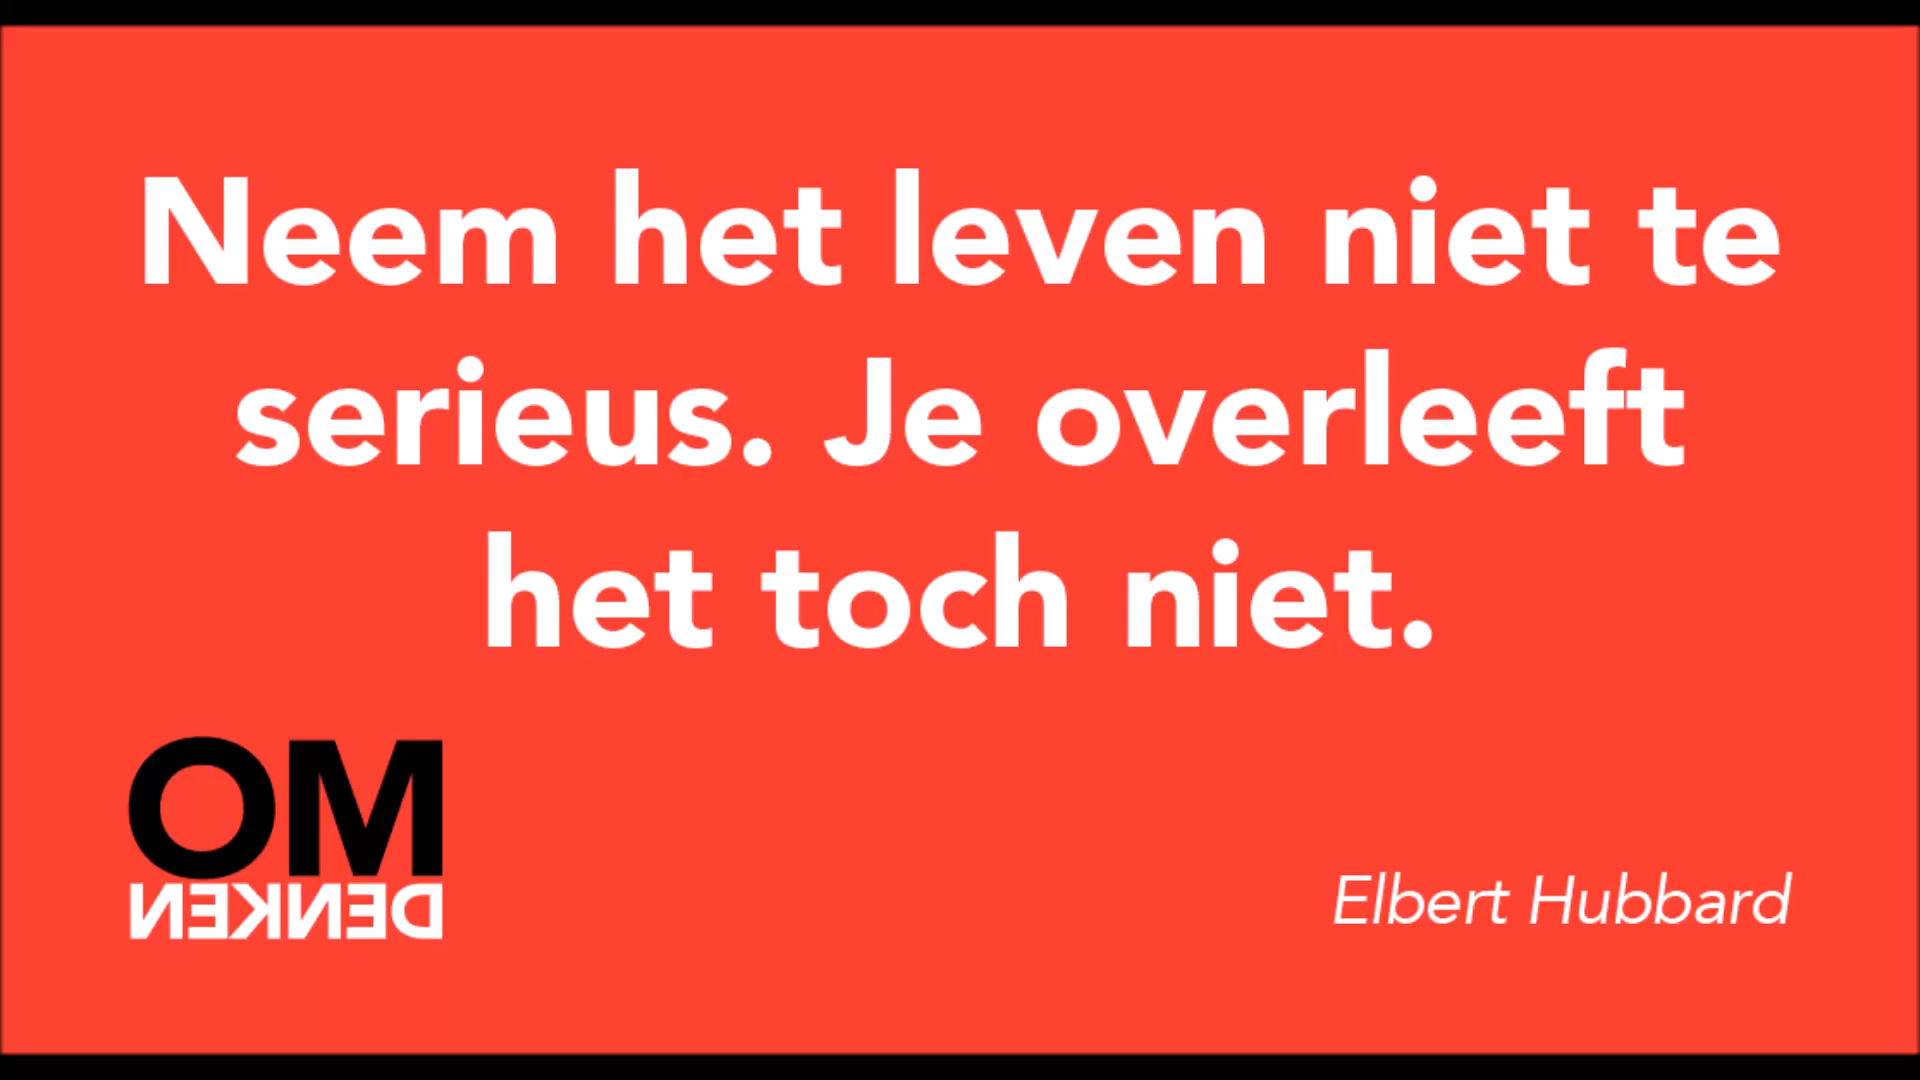 Neem het leven niet te
serieus. Je overleeft
het toch niet.
OM
DENKEN
Elbert Hubbard